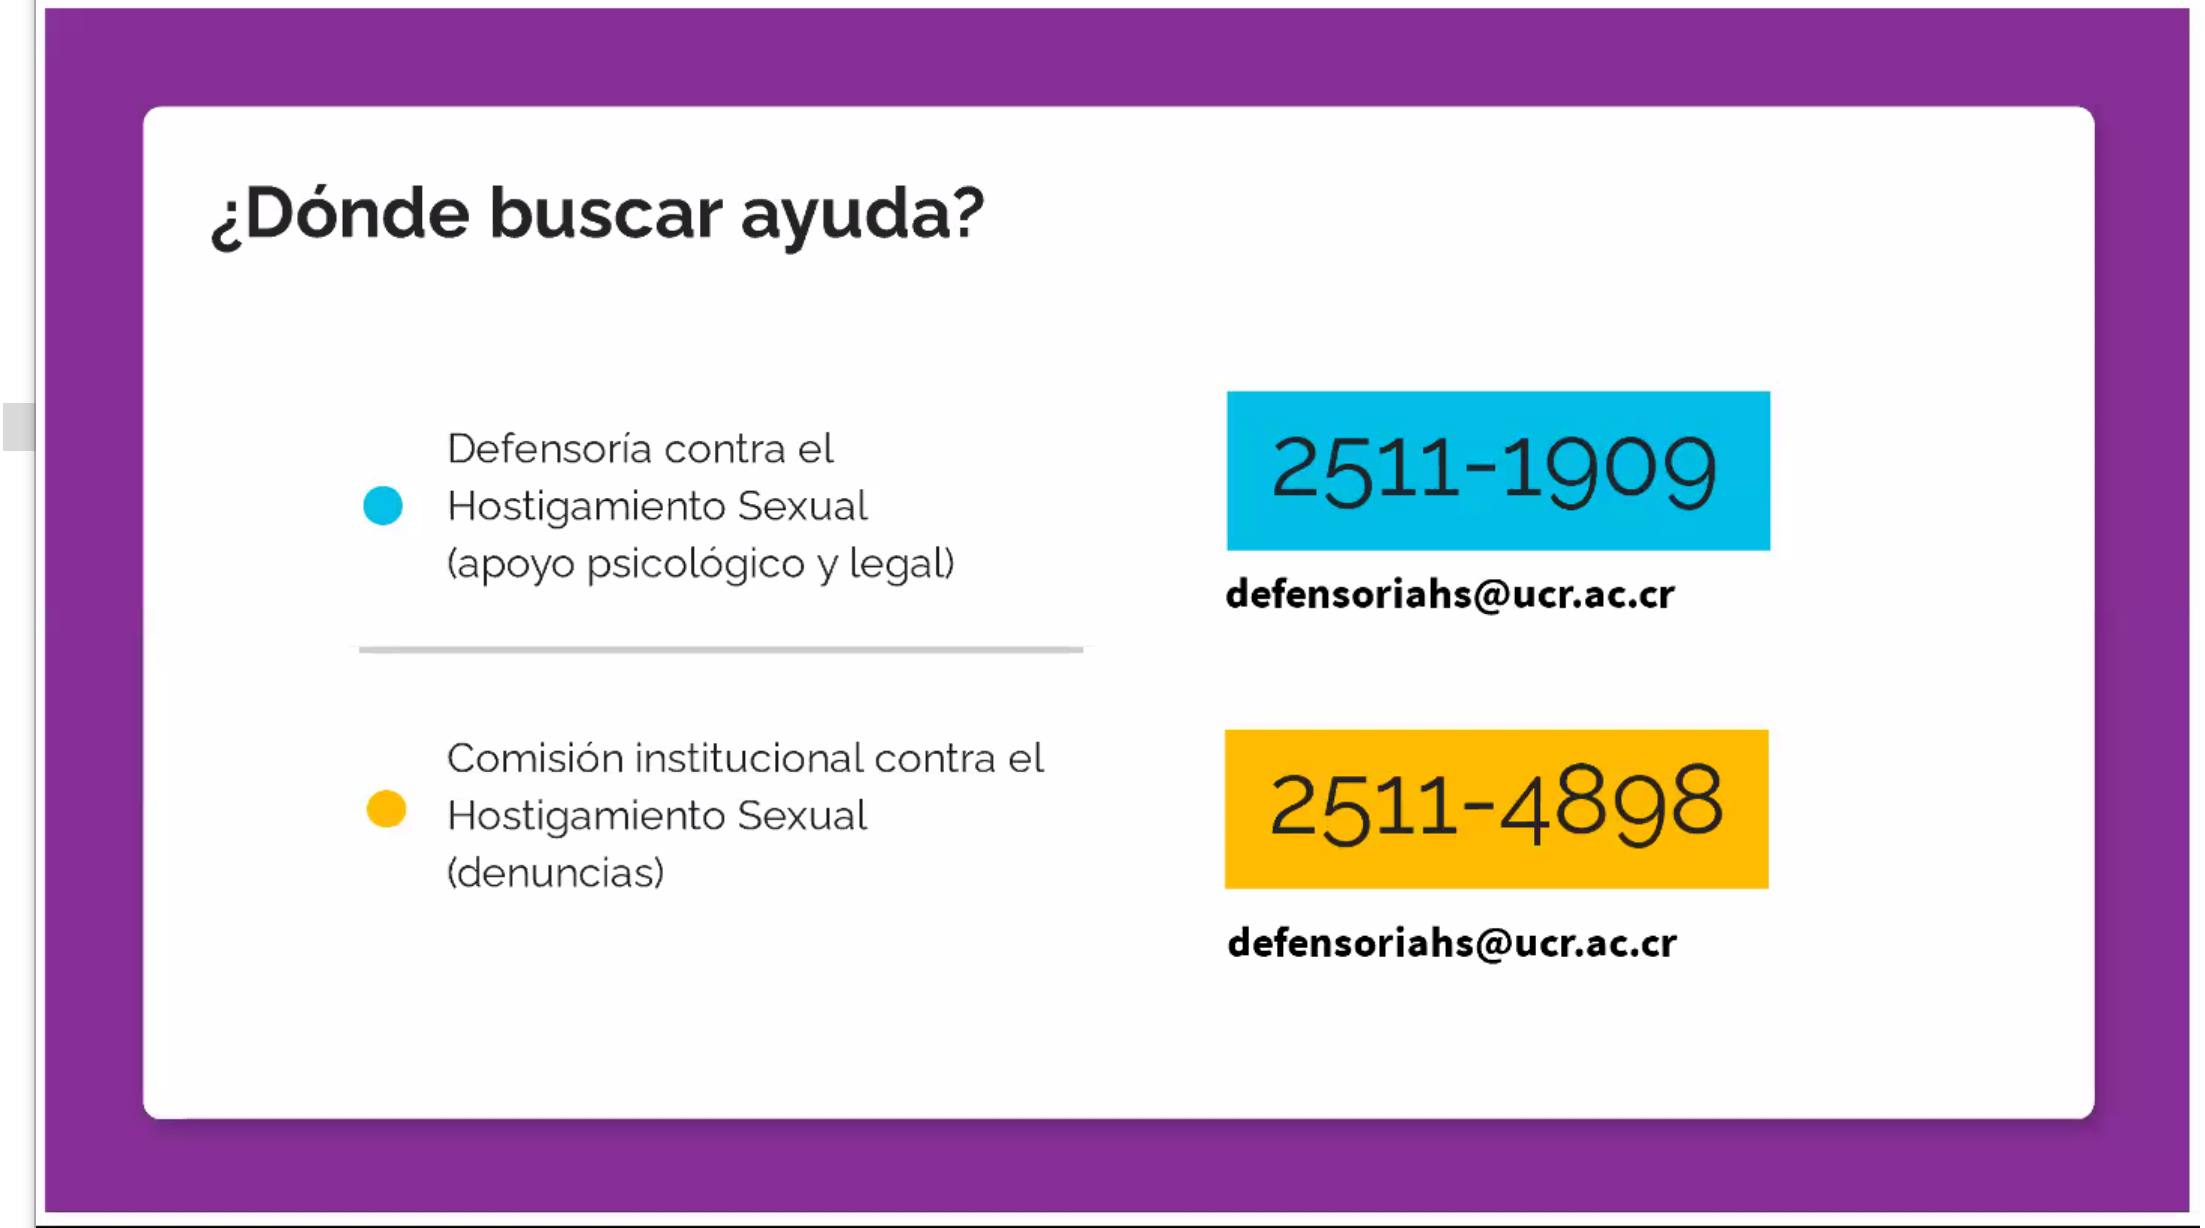 ¿Dónde buscar ayuda?
Defensoría contra el
Hostigamiento Sexual
(apoyo psicológico y legal)
2511-1909
defensoriahs@ucr.ac.cr
Comisión institucional contra el
Hostigamiento Sexual
(denuncias)
2511-4898
defensoriahs@ucr.ac.cr